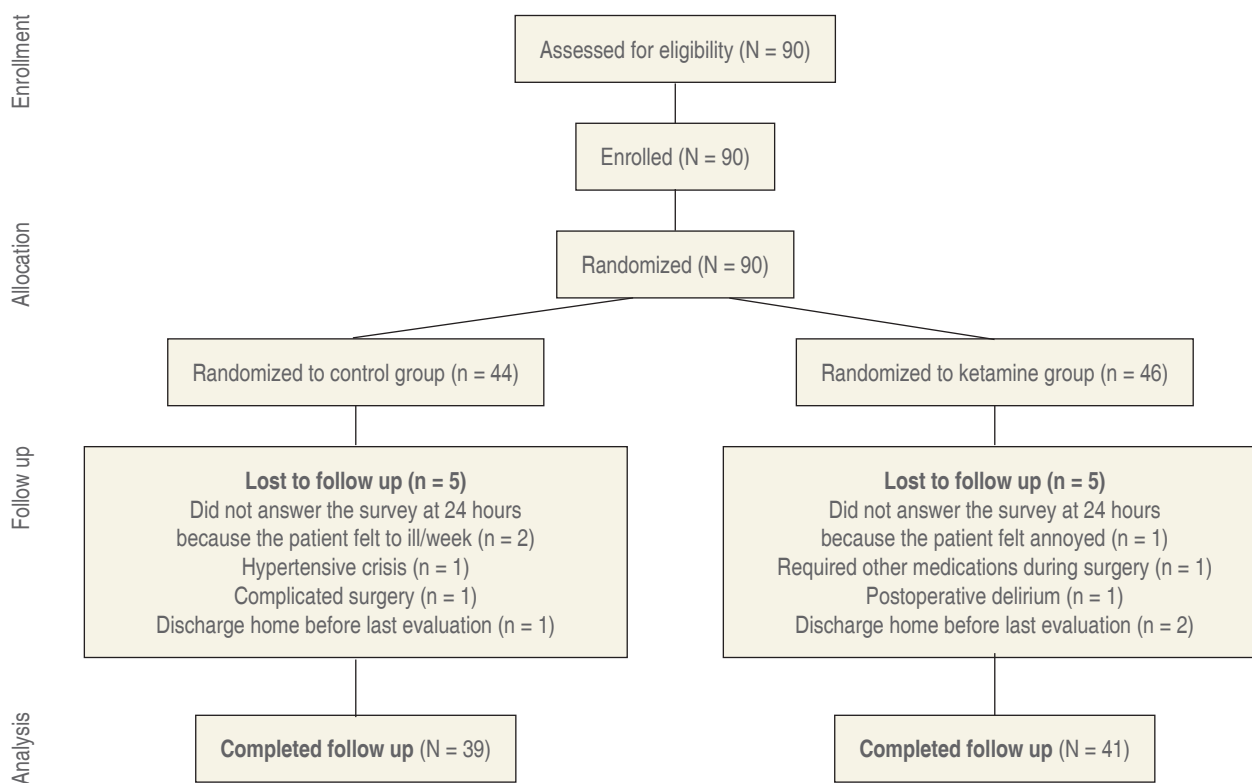 Enrollment
Assessed for eligibility (N = 90)
Enrolled (N = 90)
Allocation
Randomized (N = 90)
Randomized to control group (n = 44)
Randomized to ketamine group (n = 46)
Follow up
Lost to follow up (n = 5)
Did not answer the survey at 24 hours
because the patient felt to ill/week (n = 2)
Hypertensive crisis (n = 1)
Complicated surgery (n = 1)
Discharge home before last evaluation (n = 1)
Lost to follow up (n = 5)
Did not answer the survey at 24 hours
because the patient felt annoyed (n = 1)
Required other medications during surgery (n = 1)
Postoperative delirium (n = 1)
Discharge home before last evaluation (n = 2)
Analysis
Completed follow up (N = 39)
Completed follow up (N = 41)